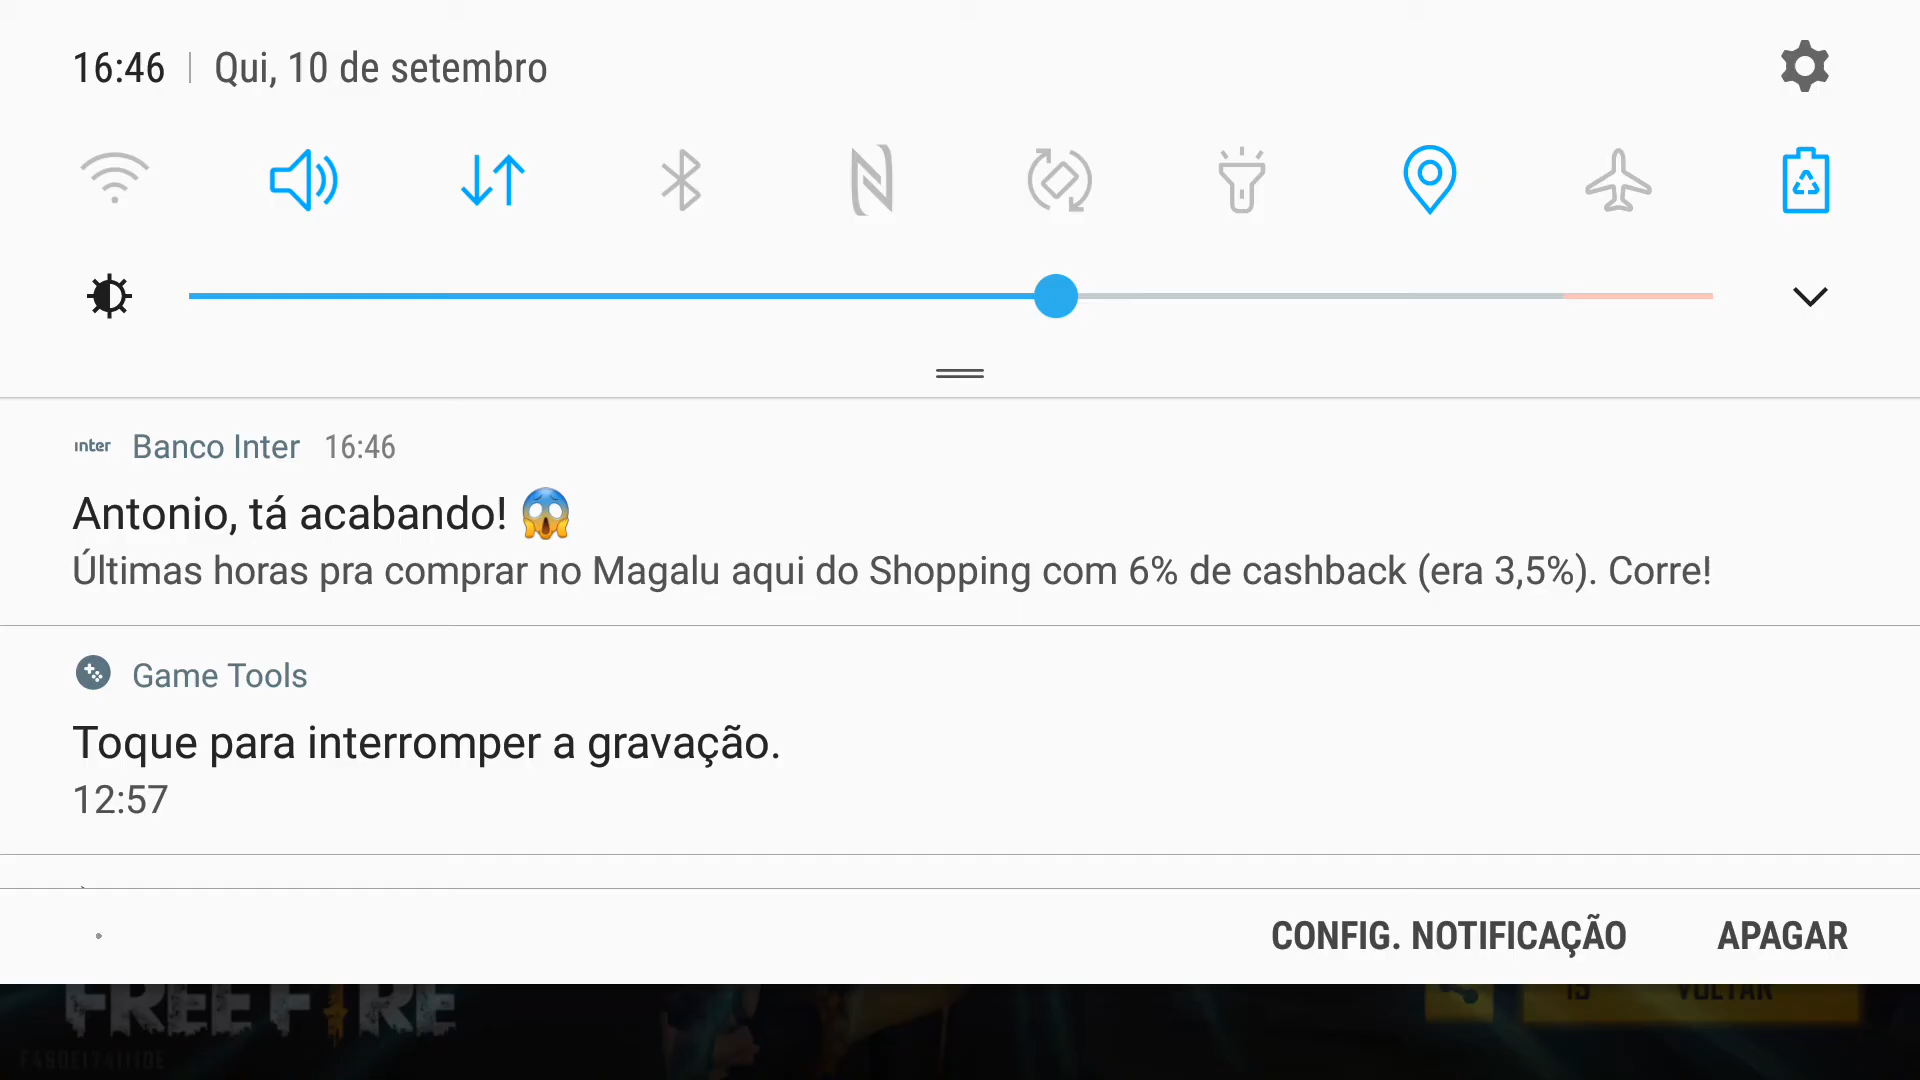 16:46 | Qui, 10 de setembro
inter Banco Inter 16:46
Antonio, tá acabando! 😱
Últimas horas pra comprar no Magalu aqui do Shopping com 6% de cashback (era 3,5%). Corre!
Game Tools
Toque para interromper a gravação.
12:57
CONFIG. NOTIFICAÇÃO APAGAR
FREE FIRE
15 VOLTAR